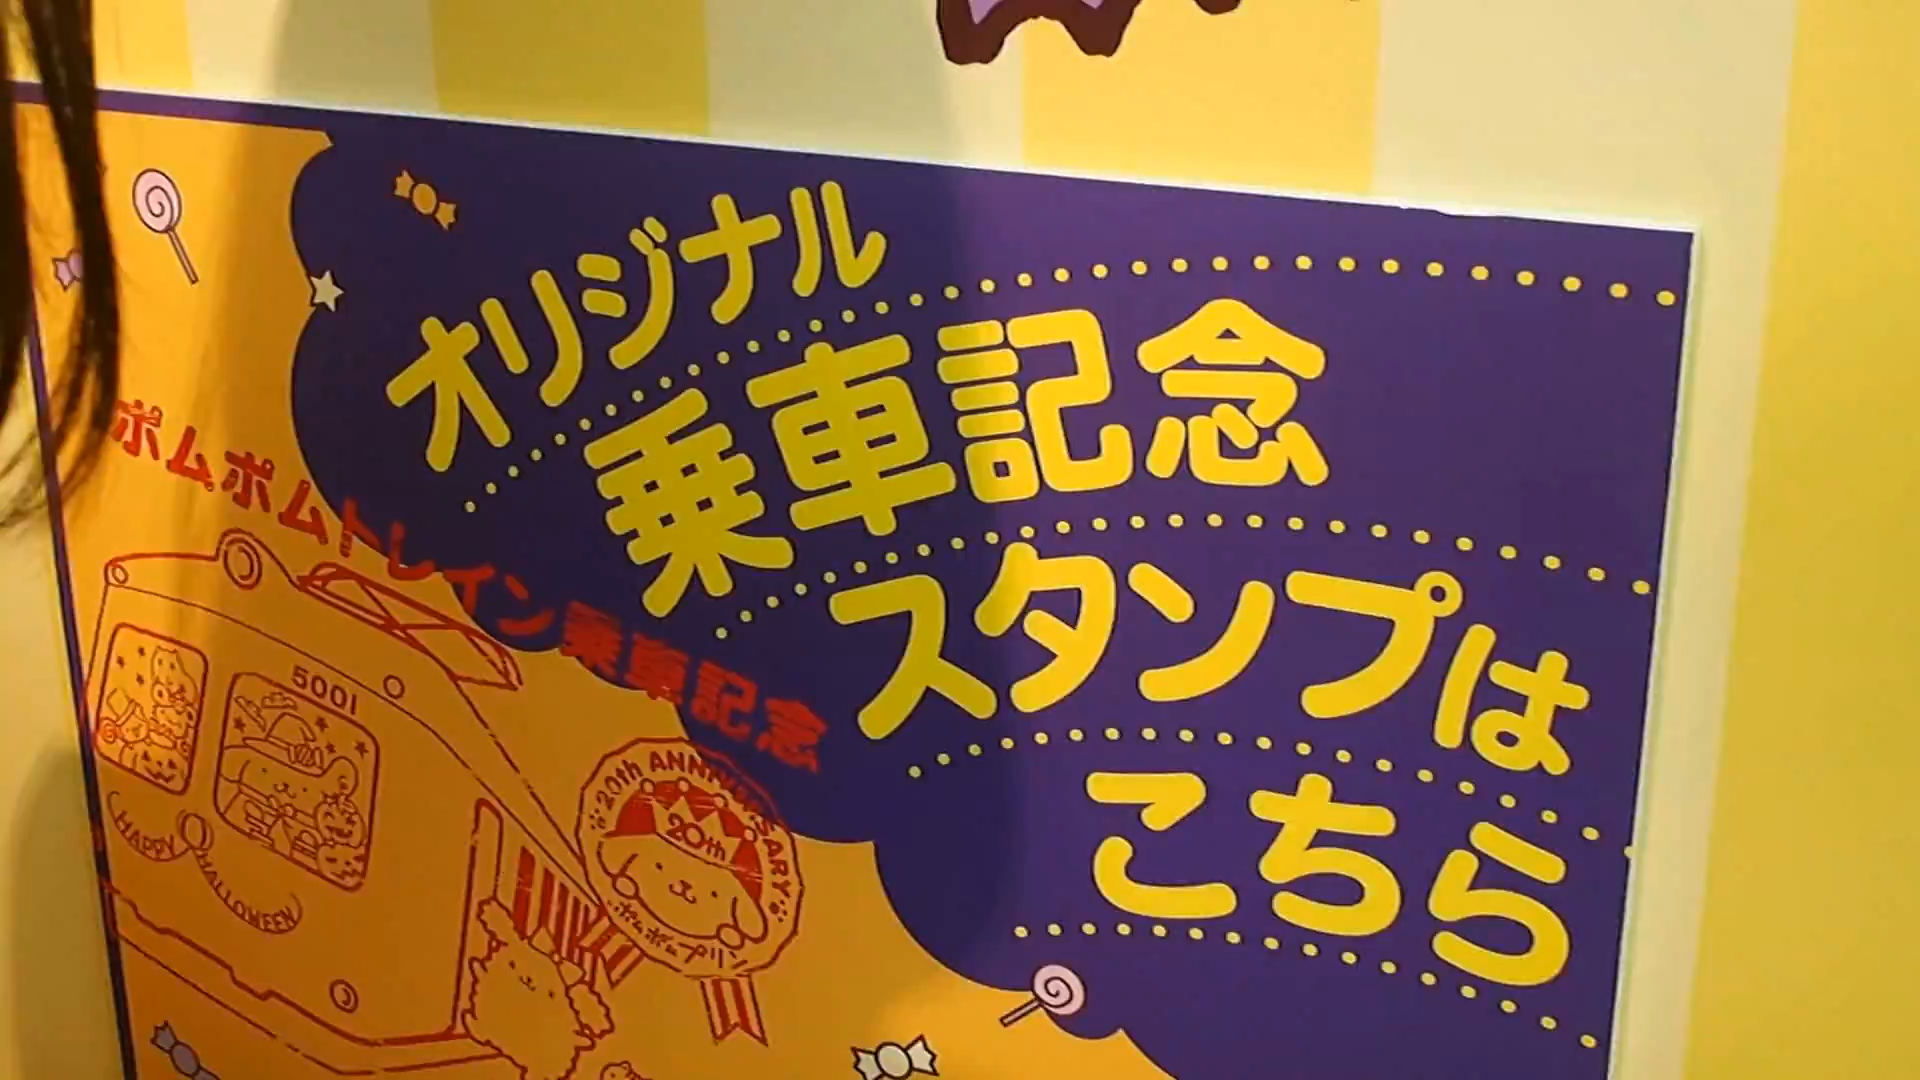 オリジナル
乗車記念
スタンプは
こちら
ポムポムトレイン乗車記念
5001
HAPPY
HALLOWEEN
20th ANNIVERSARY
20th
ポムポムプリン